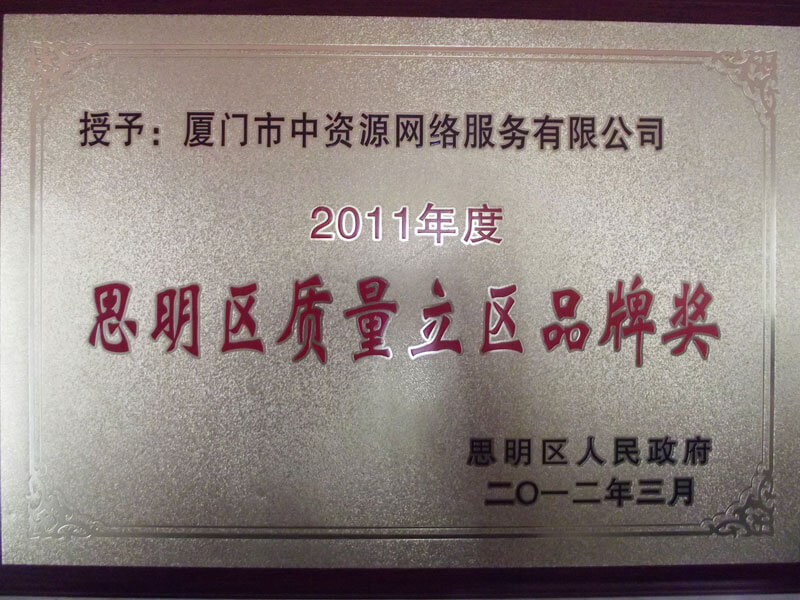 授予：厦门市中资源网络服务有限公司
2011年度
思明区质量立区品牌奖
思明区人民政府
二〇一二年三月